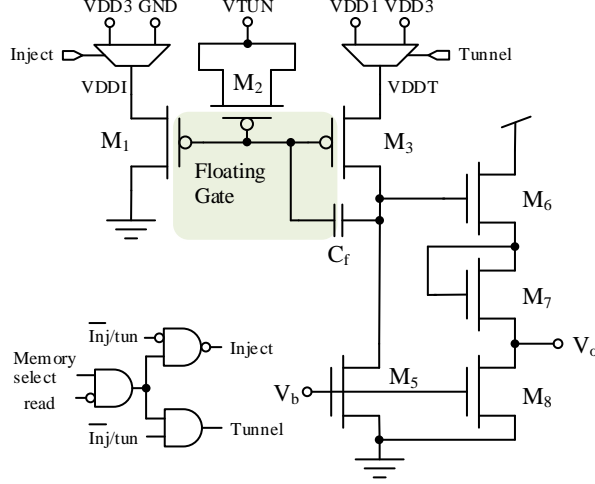 VDD3 GND
VTUN
VDD1 VDD3
Inject
Tunnel
VDDI
M2
VDDT
M1
M3
Floating
Gate
M6
Cf
M7
Inj/tun
Inject
Memory
select
read
Vo
Vb
M5
M8
Inj/tun
Tunnel